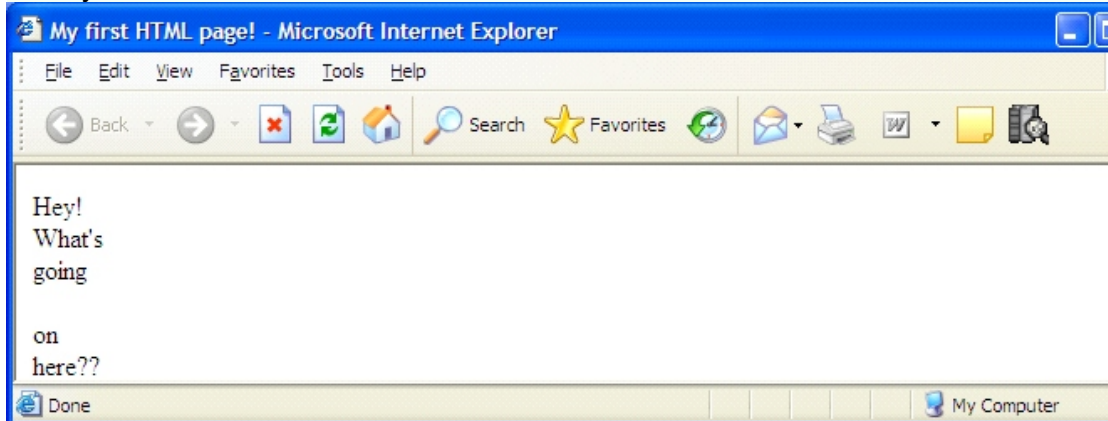 My first HTML page! - Microsoft Internet Explorer
File Edit View Favorites Tools Help
Back Search Favorites W
Hey!
What's
going
on
here??
Done My Computer